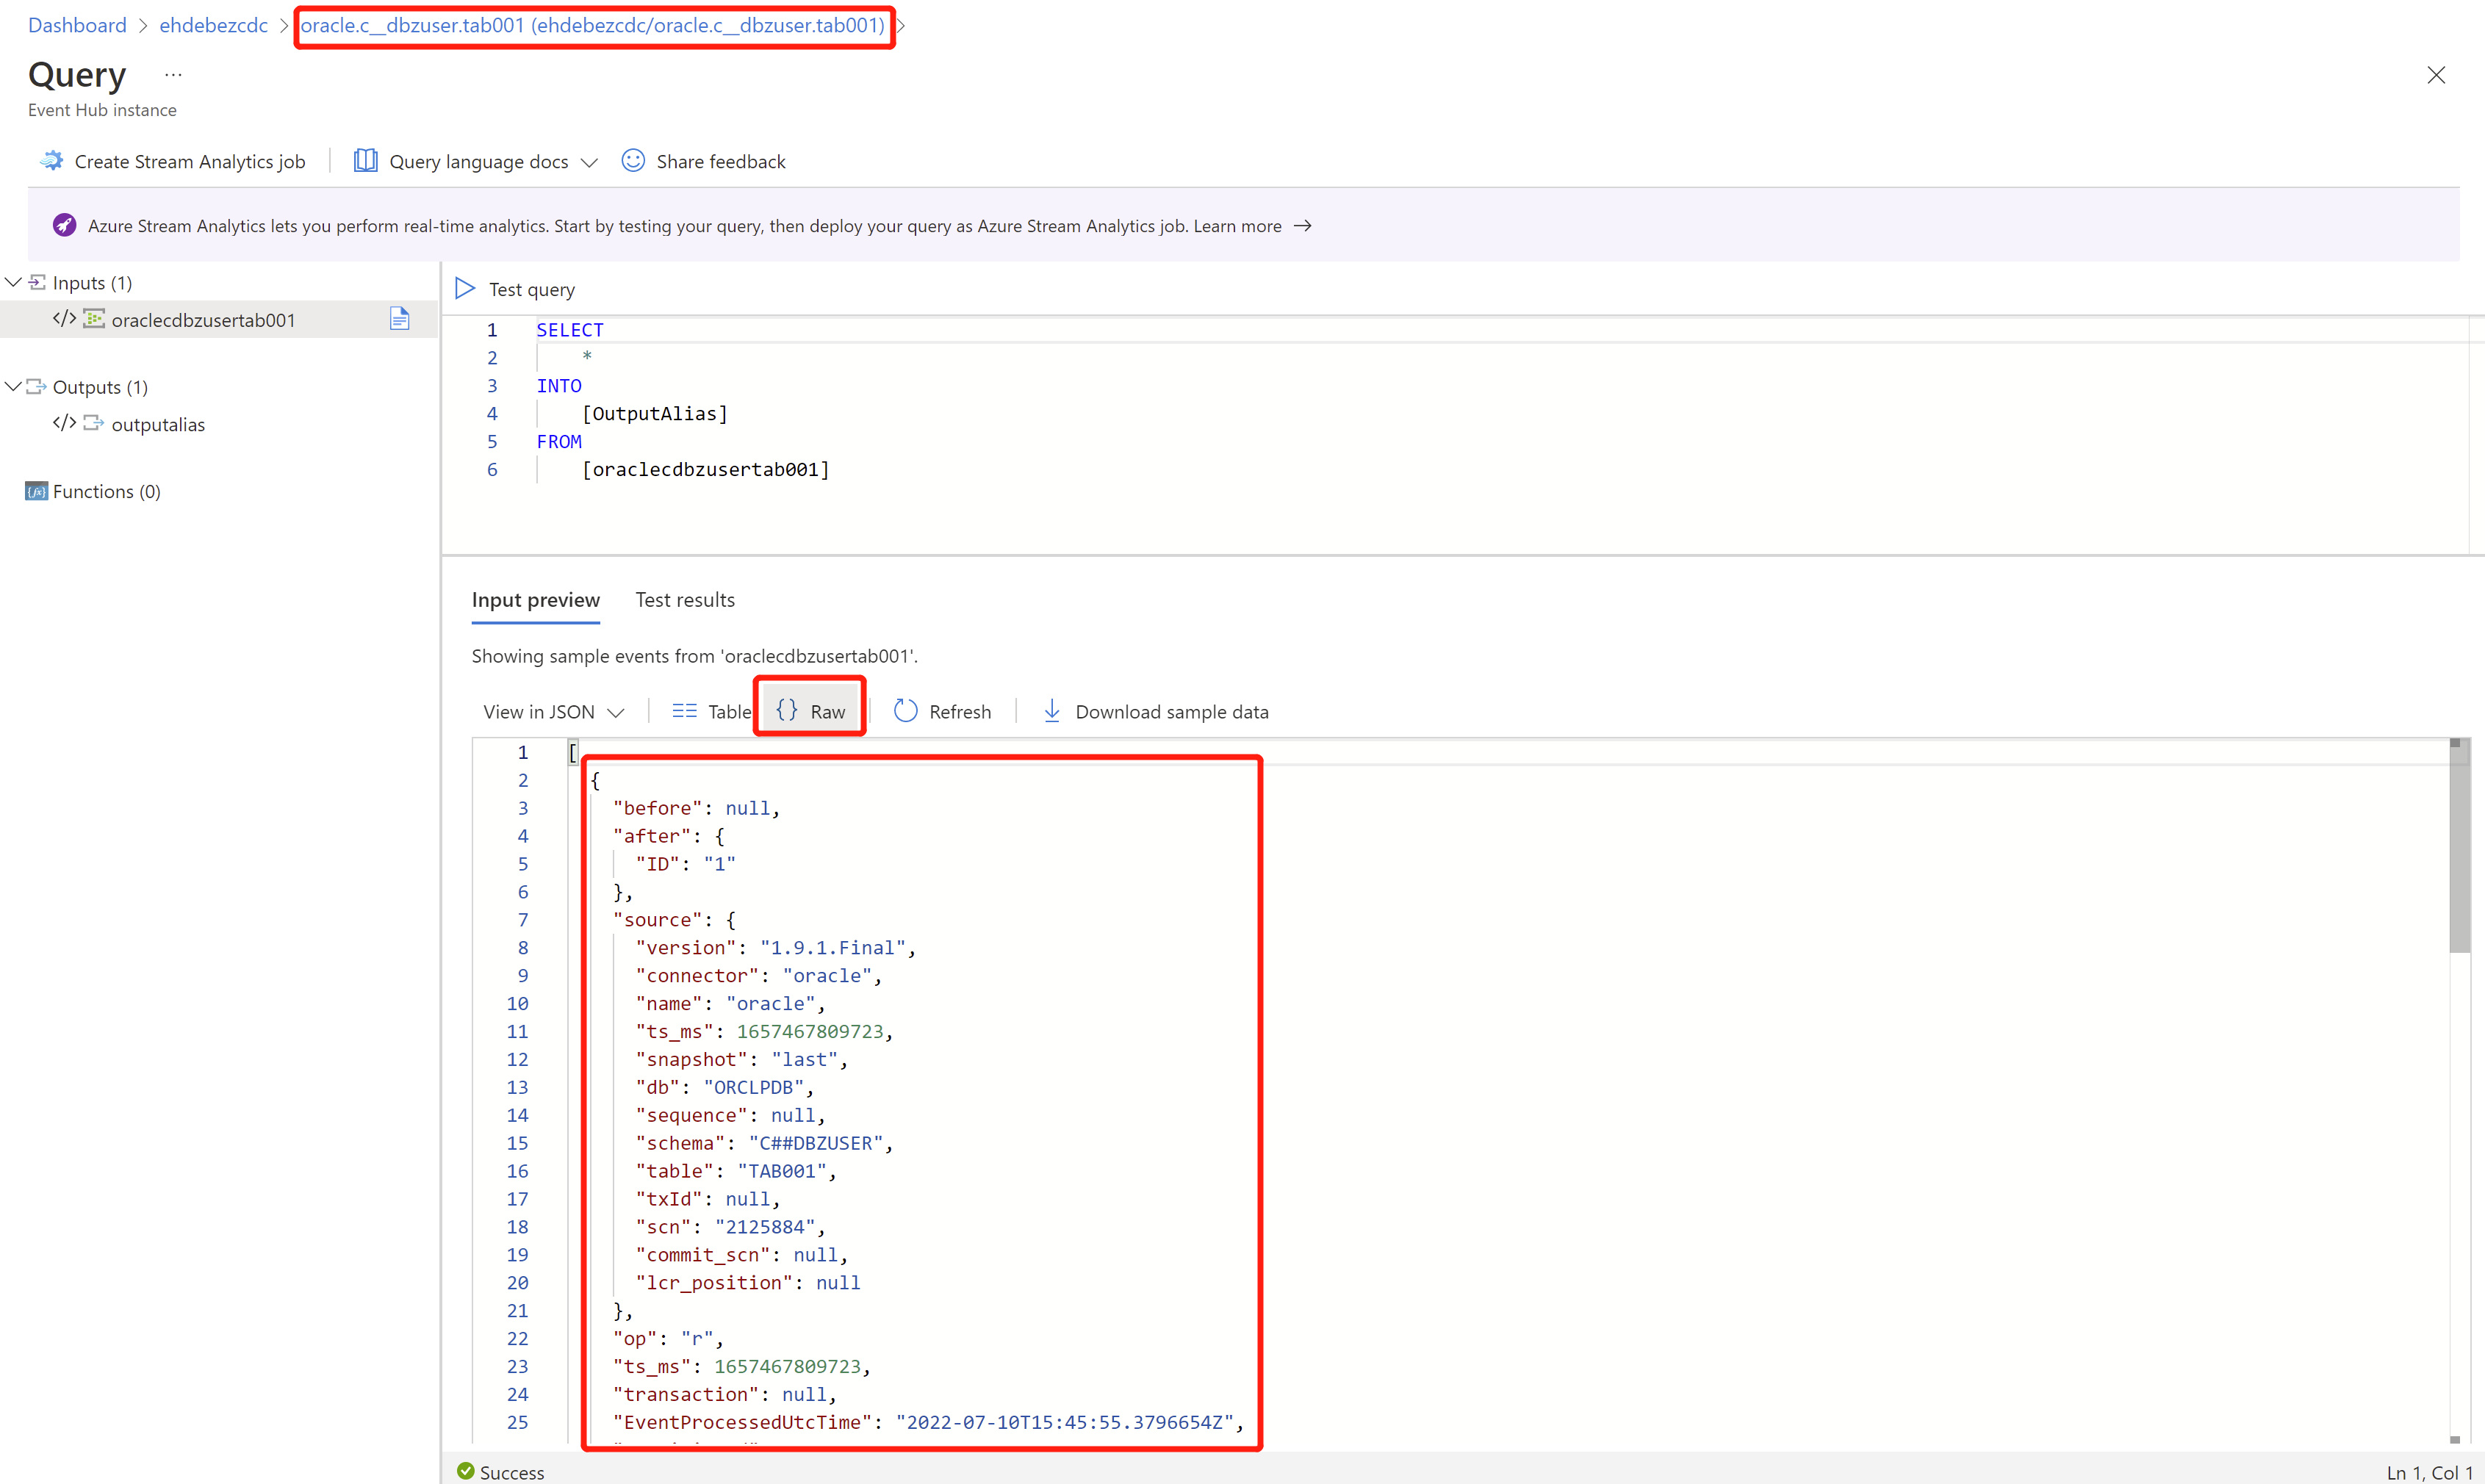 Dashboard > ehdebezcdc > oracle.c__dbzuser.tab001 (ehdebezcdc/oracle.c__dbzuser.tab001) >
Query ...
Event Hub instance
Create Stream Analytics job
Query language docs
Share feedback
Azure Stream Analytics lets you perform real-time analytics. Start by testing your query, then deploy your query as Azure Stream Analytics job. Learn more →
Inputs (1)
</> oraclecdbzusertab001
Outputs (1)
</> outputalias
{fx} Functions (0)
Test query
1 SELECT
2 *
3 INTO
4 [OutputAlias]
5 FROM
6 [oraclecdbzusertab001]
Input preview
Test results
Showing sample events from 'oraclecdbzusertab001'.
View in JSON
Table
{} Raw
Refresh
Download sample data
1 [
2 {
3 "before": null,
4 "after": {
5 "ID": "1"
6 },
7 "source": {
8 "version": "1.9.1.Final",
9 "connector": "oracle",
10 "name": "oracle",
11 "ts_ms": 1657467809723,
12 "snapshot": "last",
13 "db": "ORCLPDB",
14 "sequence": null,
15 "schema": "C##DBZUSER",
16 "table": "TAB001",
17 "txId": null,
18 "scn": "2125884",
19 "commit_scn": null,
20 "lcr_position": null
21 },
22 "op": "r",
23 "ts_ms": 1657467809723,
24 "transaction": null,
25 "EventProcessedUtcTime": "2022-07-10T15:45:55.3796654Z",
Success
Ln 1, Col 1